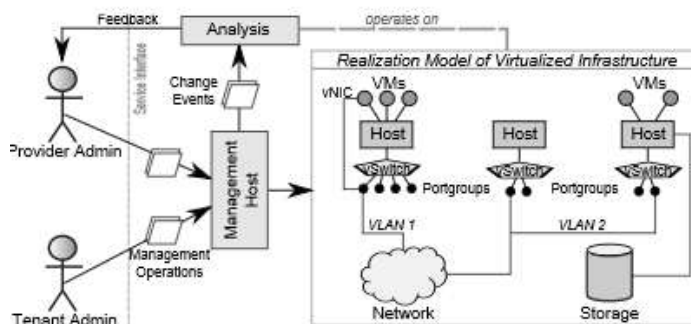 Feedback
Analysis
operates on
Service Interface
Change
Events
Realization Model of Virtualized Infrastructure
vNIC
VMs
VMs
Host
Host
Host
Provider Admin
vSwitch
vSwitch
vSwitch
Management
Host
Portgroups
Portgroups
VLAN 1
VLAN 2
Management
Operations
Tenant Admin
Network
Storage